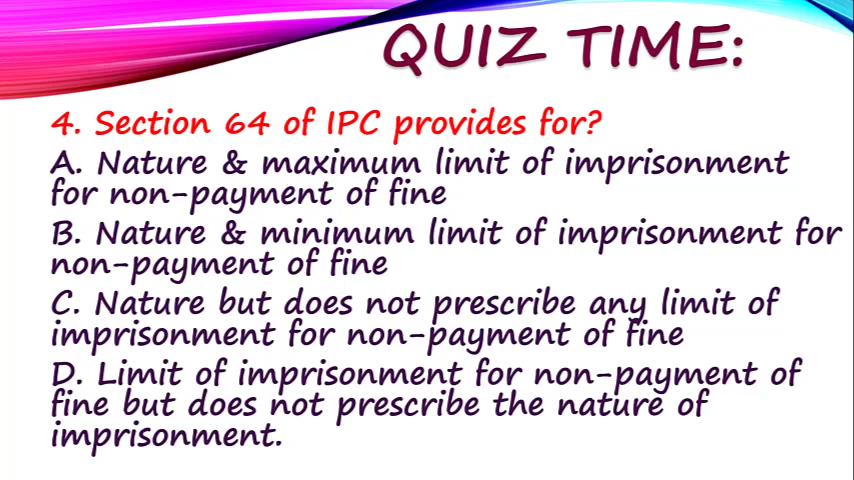 QUIZ TIME:
4. Section 64 of IPC provides for?
A. Nature & maximum limit of imprisonment
for non-payment of fine
B. Nature & minimum limit of imprisonment for
non-payment of fine
C. Nature but does not prescribe any limit of
imprisonment for non-payment of fine
D. Limit of imprisonment for non-payment of
fine but does not prescribe the nature of
imprisonment.